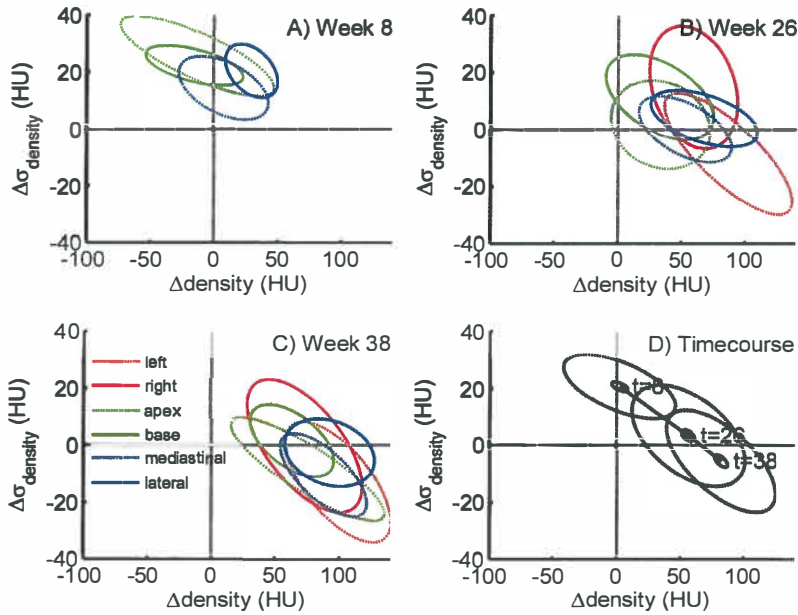 A) Week 8
40
20
0
-20
-40
-100
-50
0
50
100
Δσdensity (HU)
Δdensity (HU)
B) Week 26
40
20
0
-20
-40
-100
-50
0
50
100
Δσdensity (HU)
Δdensity (HU)
C) Week 38
40
20
0
-20
-40
-100
-50
0
50
100
Δσdensity (HU)
Δdensity (HU)
left
right
apex
base
mediastinal
lateral
D) Timecourse
40
20
0
-20
-40
-100
-50
0
50
100
Δσdensity (HU)
Δdensity (HU)
t=8
t=26
t=38